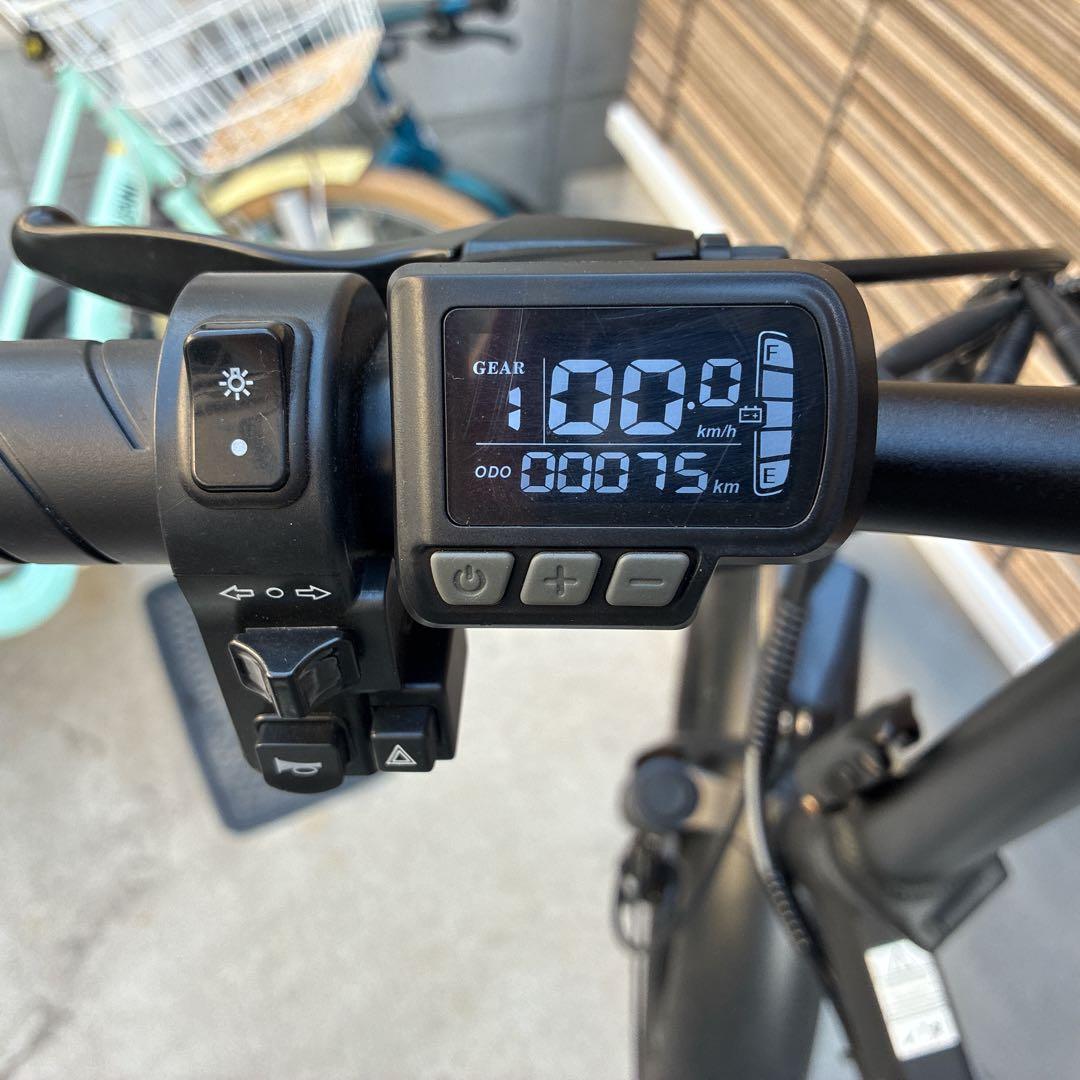 GEAR
1
00.0
km/h
F
E
ODO 00075 km